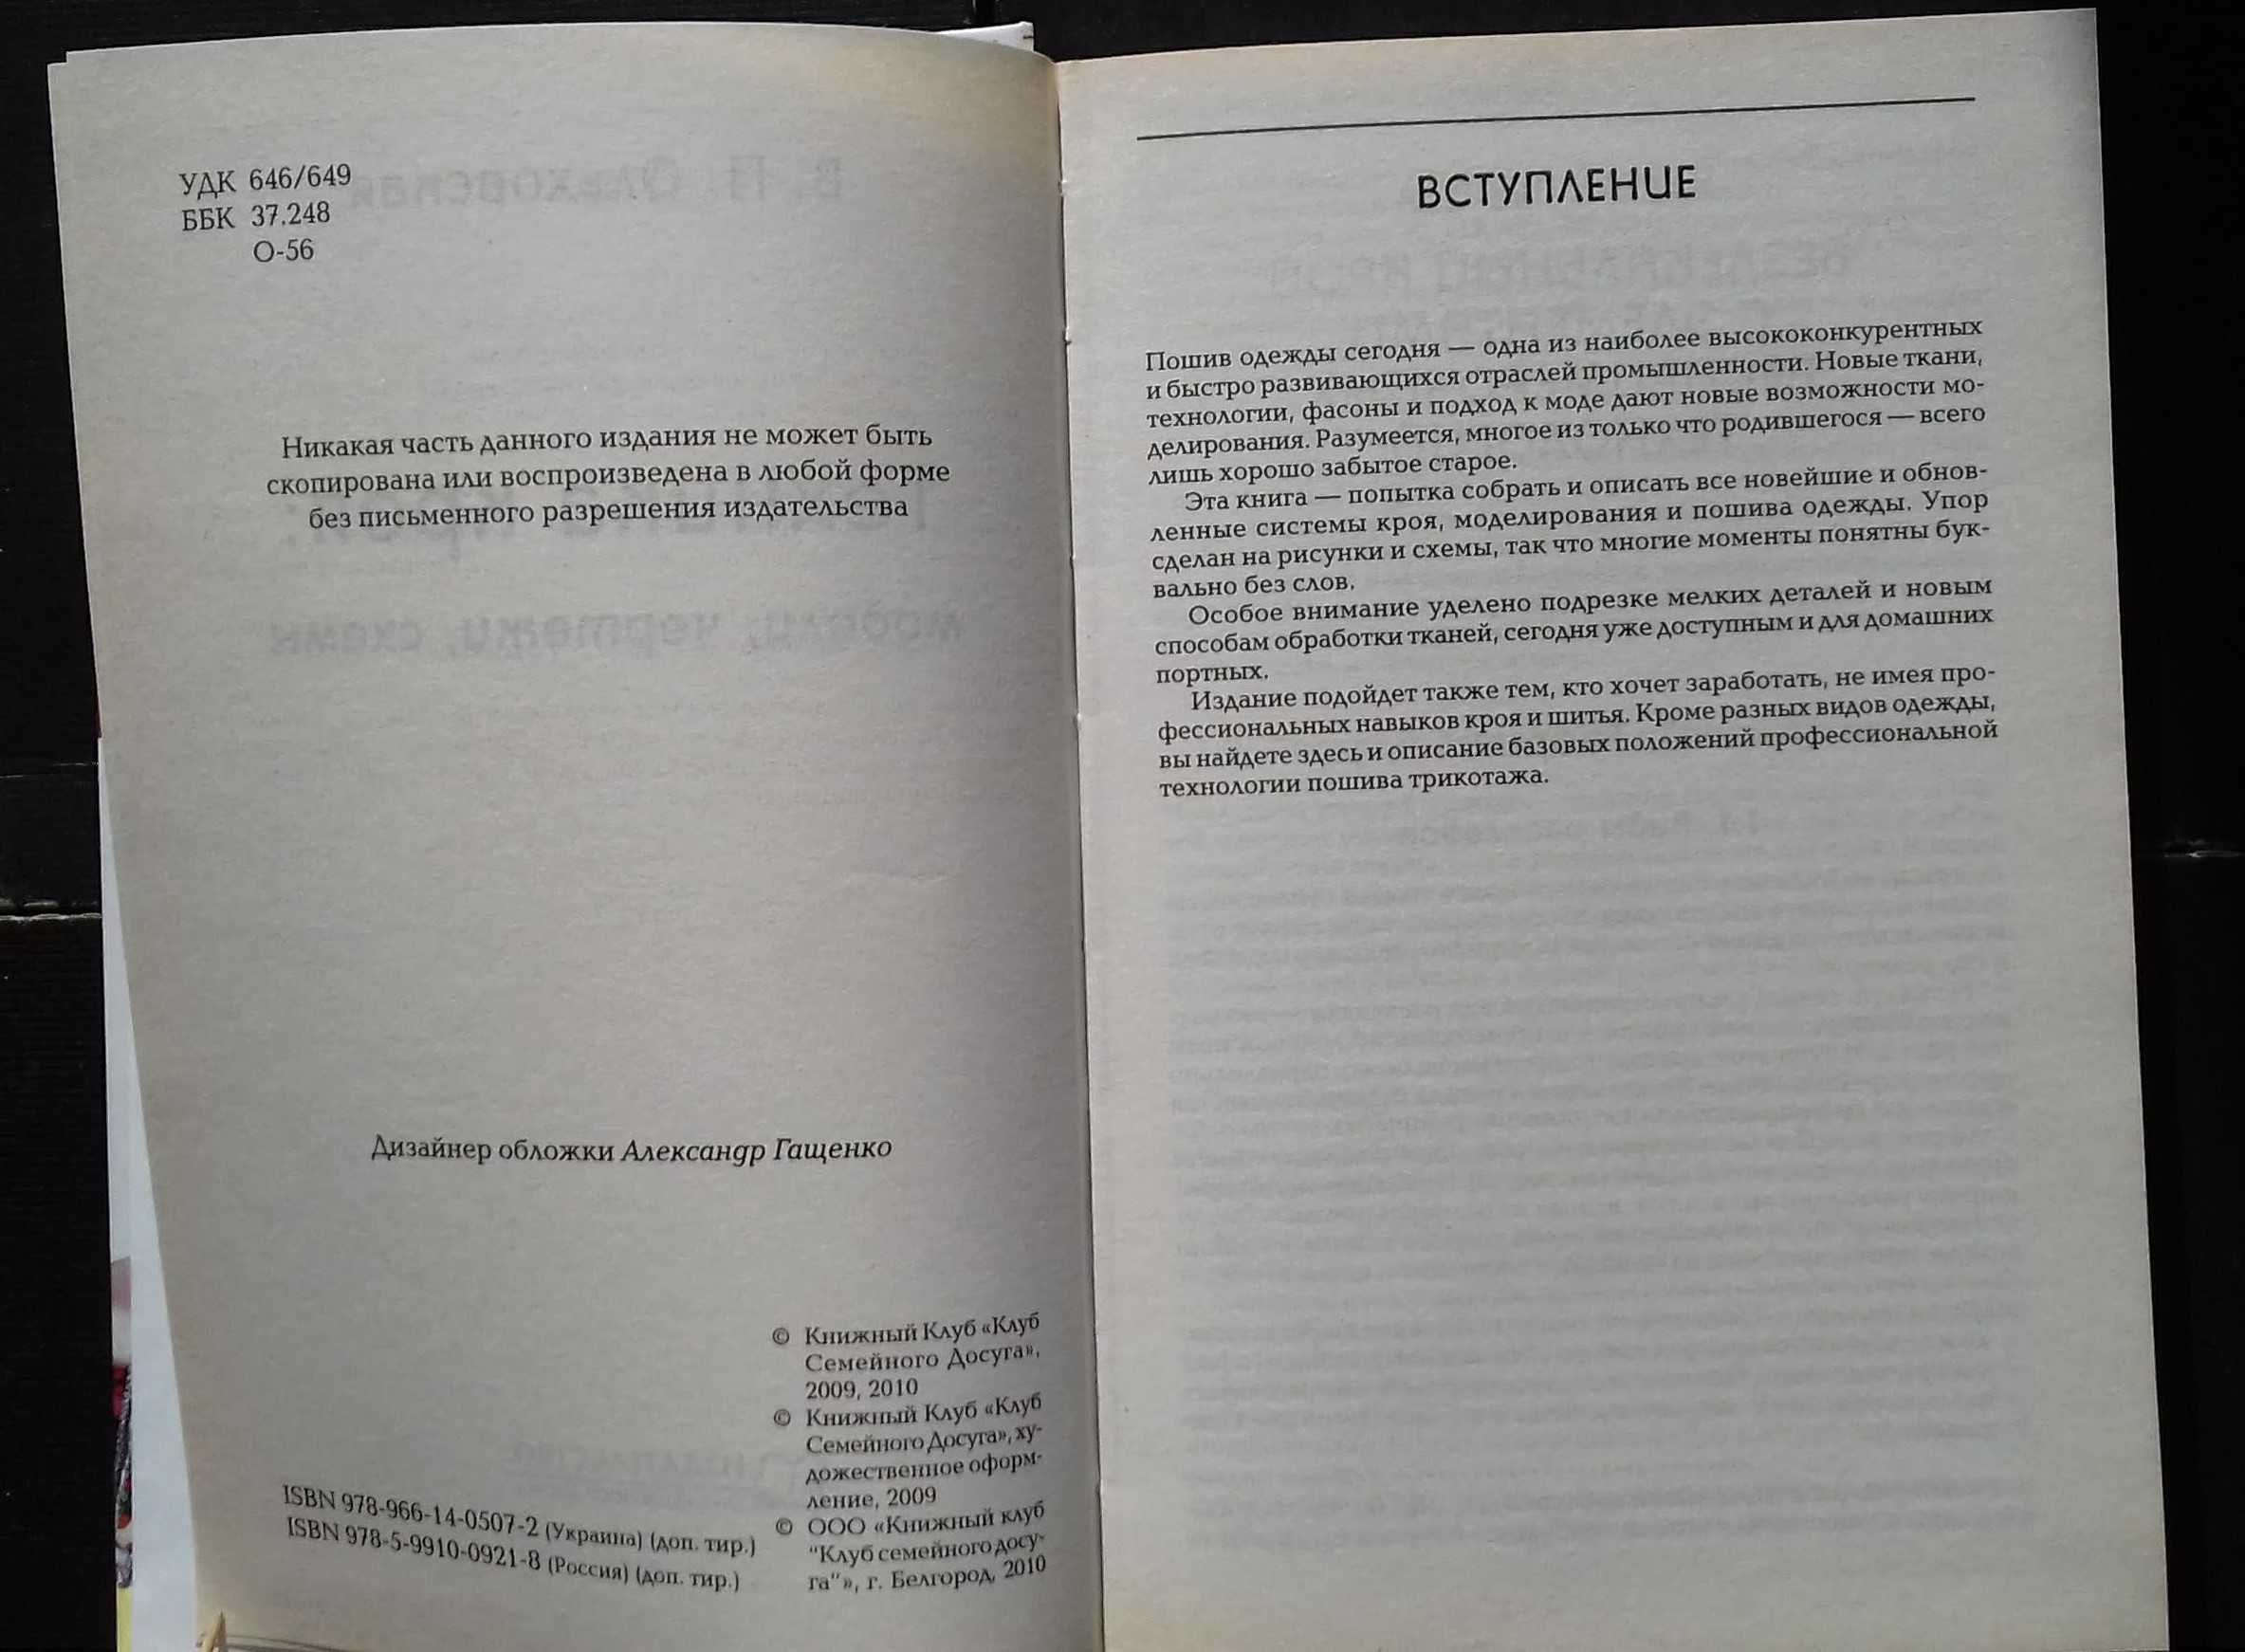 УДК 646/649
ББК 37.248
О-56
Никакая часть данного издания не может быть
скопирована или воспроизведена в любой форме
без письменного разрешения издательства
Дизайнер обложки Александр Гащенко
© Книжный Клуб «Клуб
Семейного Досуга»,
2009, 2010
© Книжный Клуб «Клуб
Семейного Досуга», ху-
дожественное оформ-
ление, 2009
© ООО «Книжный клуб
"Клуб семейного досу-
га"», г. Белгород, 2010
ISBN 978-966-14-0507-2 (Украина) (доп. тир.)
ISBN 978-5-9910-0921-8 (Россия) (доп. тир.)
ВСТУПЛЕНИЕ
Пошив одежды сегодня — одна из наиболее высококонкурентных
и быстро развивающихся отраслей промышленности. Новые ткани,
технологии, фасоны и подход к моде дают новые возможности мо-
делирования. Разумеется, многое из только что родившегося — всего
лишь хорошо забытое старое.
Эта книга — попытка собрать и описать все новейшие и обнов-
ленные системы кроя, моделирования и пошива одежды. Упор
сделан на рисунки и схемы, так что многие моменты понятны бук-
вально без слов.
Особое внимание уделено подрезке мелких деталей и новым
способам обработки тканей, сегодня уже доступным и для домашних
портных.
Издание подойдет также тем, кто хочет заработать, не имея про-
фессиональных навыков кроя и шитья. Кроме разных видов одежды,
вы найдете здесь и описание базовых положений профессиональной
технологии пошива трикотажа.